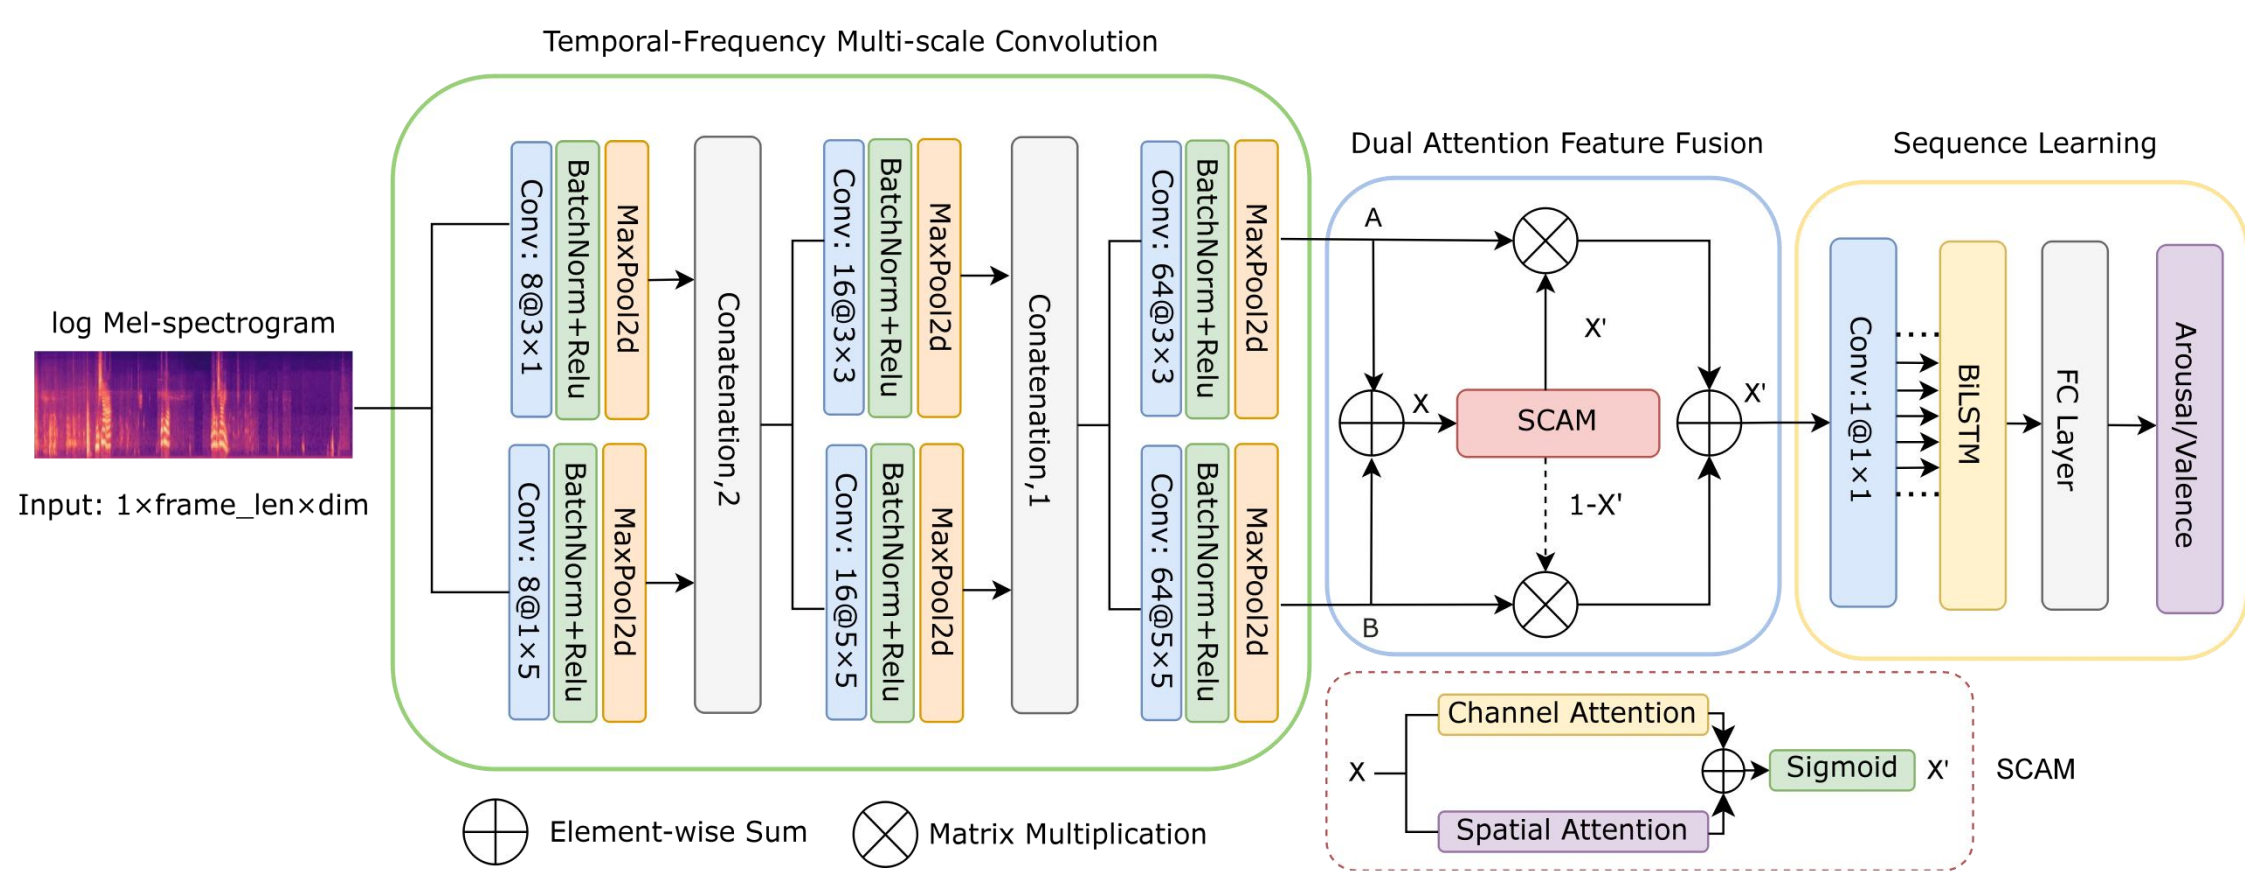 Temporal-Frequency Multi-scale Convolution
log Mel-spectrogram
Input: 1×frame_len×dim
Conv: 8@3×1
BatchNorm+Relu
MaxPool2d
Conv: 8@1×5
BatchNorm+Relu
MaxPool2d
Conatenation,2
Conv: 16@3×3
BatchNorm+Relu
MaxPool2d
Conv: 16@5×5
BatchNorm+Relu
MaxPool2d
Conatenation,1
Conv: 64@3×3
BatchNorm+Relu
MaxPool2d
Conv: 64@5×5
BatchNorm+Relu
MaxPool2d
Dual Attention Feature Fusion
A
X'
X
SCAM
X'
1-X'
B
Sequence Learning
Conv:1@1×1
BiLSTM
FC Layer
Arousal/Valence
Element-wise Sum
Matrix Multiplication
Channel Attention
X
Sigmoid
X'
SCAM
Spatial Attention